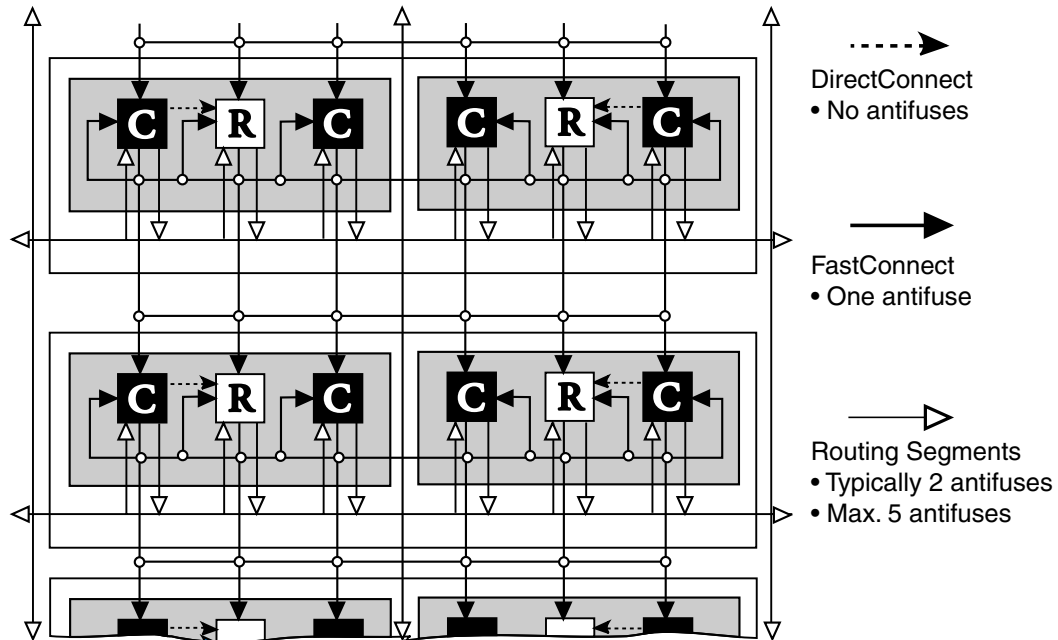 C R C C R C
DirectConnect
• No antifuses
FastConnect
• One antifuse
C R C C R C
Routing Segments
• Typically 2 antifuses
• Max. 5 antifuses